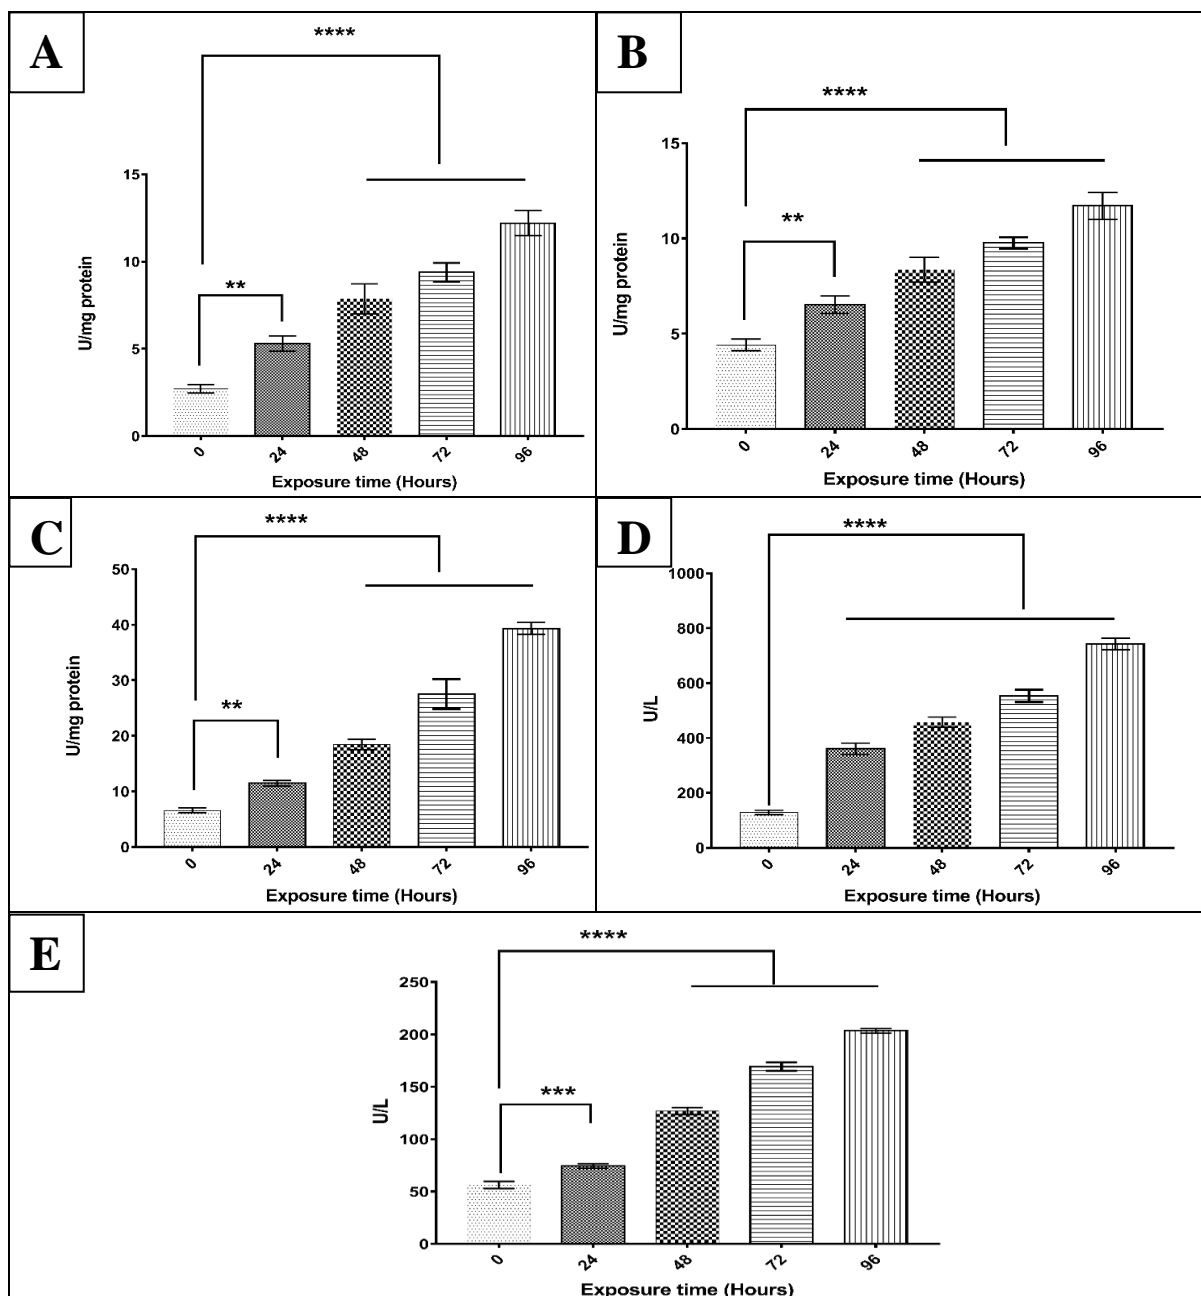 A
****
**
15
10
5
0
U/mg protein
0 24 48 72 96
Exposure time (Hours)
B
****
**
15
10
5
0
U/mg protein
0 24 48 72 96
Exposure time (Hours)
C
****
**
50
40
30
20
10
0
U/mg protein
0 24 48 72 96
Exposure time (Hours)
D
****
1000
800
600
400
200
0
U/L
0 24 48 72 96
Exposure time (Hours)
E
****
***
250
200
150
100
50
0
U/L
0 24 48 72 96
Exposure time (Hours)